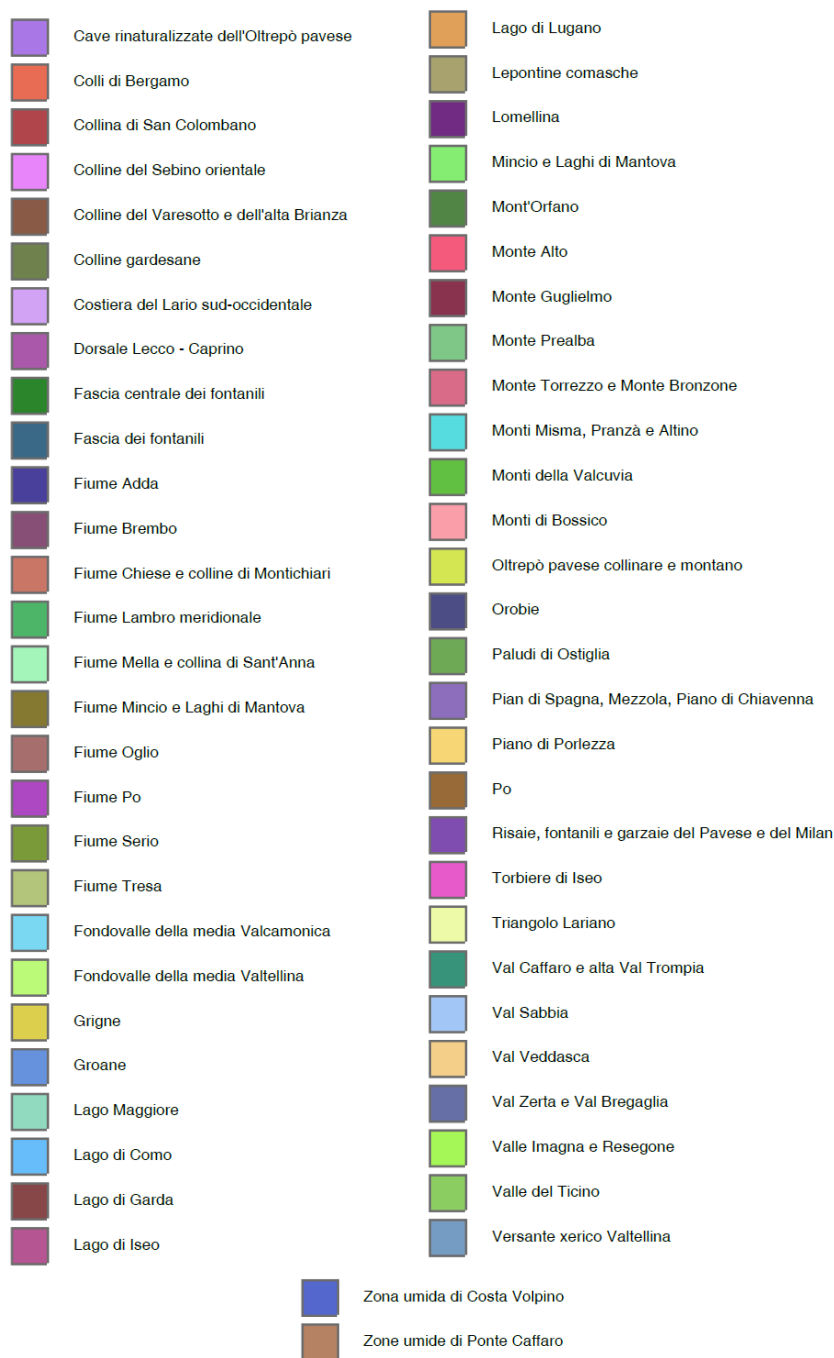 Cave rinaturalizzate dell'Oltrepò pavese
Colli di Bergamo
Collina di San Colombano
Colline del Sebino orientale
Colline del Varesotto e dell'alta Brianza
Colline gardesane
Costiera del Lario sud-occidentale
Dorsale Lecco - Caprino
Fascia centrale dei fontanili
Fascia dei fontanili
Fiume Adda
Fiume Brembo
Fiume Chiese e colline di Montichiari
Fiume Lambro meridionale
Fiume Mella e collina di Sant'Anna
Fiume Mincio e Laghi di Mantova
Fiume Oglio
Fiume Po
Fiume Serio
Fiume Tresa
Fondovalle della media Valcamonica
Fondovalle della media Valtellina
Grigne
Groane
Lago Maggiore
Lago di Como
Lago di Garda
Lago di Iseo
Lago di Lugano
Lepontine comasche
Lomellina
Mincio e Laghi di Mantova
Mont'Orfano
Monte Alto
Monte Guglielmo
Monte Prealba
Monte Torrezzo e Monte Bronzone
Monti Misma, Pranzà e Altino
Monti della Valcuvia
Monti di Bossico
Oltrepò pavese collinare e montano
Orobie
Paludi di Ostiglia
Pian di Spagna, Mezzola, Piano di Chiavenna
Piano di Porlezza
Po
Risaie, fontanili e garzaie del Pavese e del Milan
Torbiere di Iseo
Triangolo Lariano
Val Caffaro e alta Val Trompia
Val Sabbia
Val Veddasca
Val Zerta e Val Bregaglia
Valle Imagna e Resegone
Valle del Ticino
Versante xerico Valtellina
Zona umida di Costa Volpino
Zone umide di Ponte Caffaro